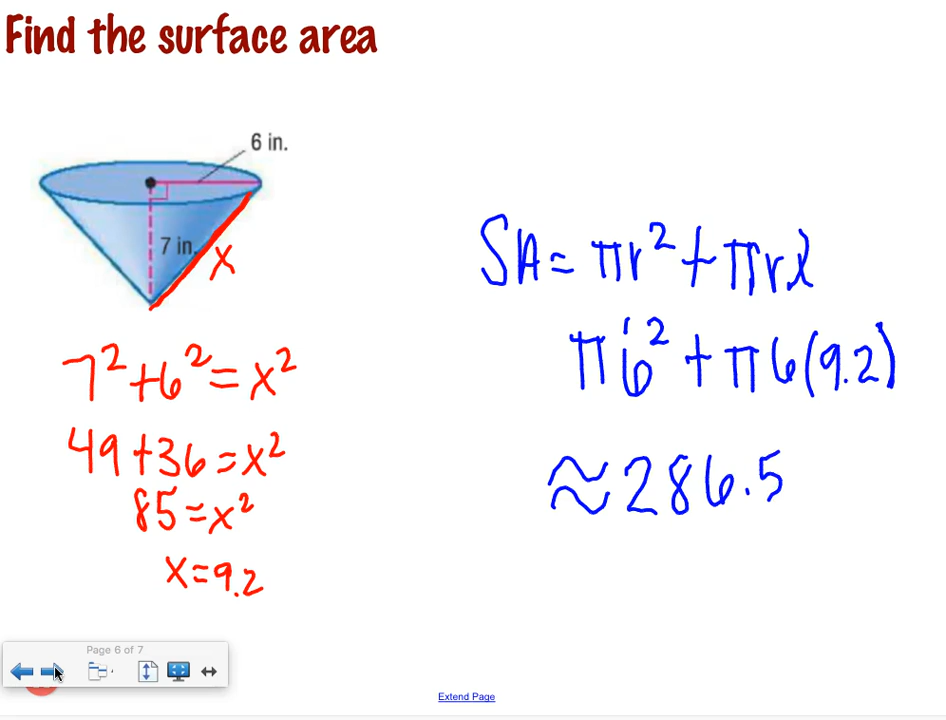 Find the surface area
6 in.
7 in.
x
7² + 6² = x²
49 + 36 = x²
85 = x²
x = 9.2
SA = πr² + πrl
π6² + π6(9.2)
≈ 286.5
Page 6 of 7
Extend Page